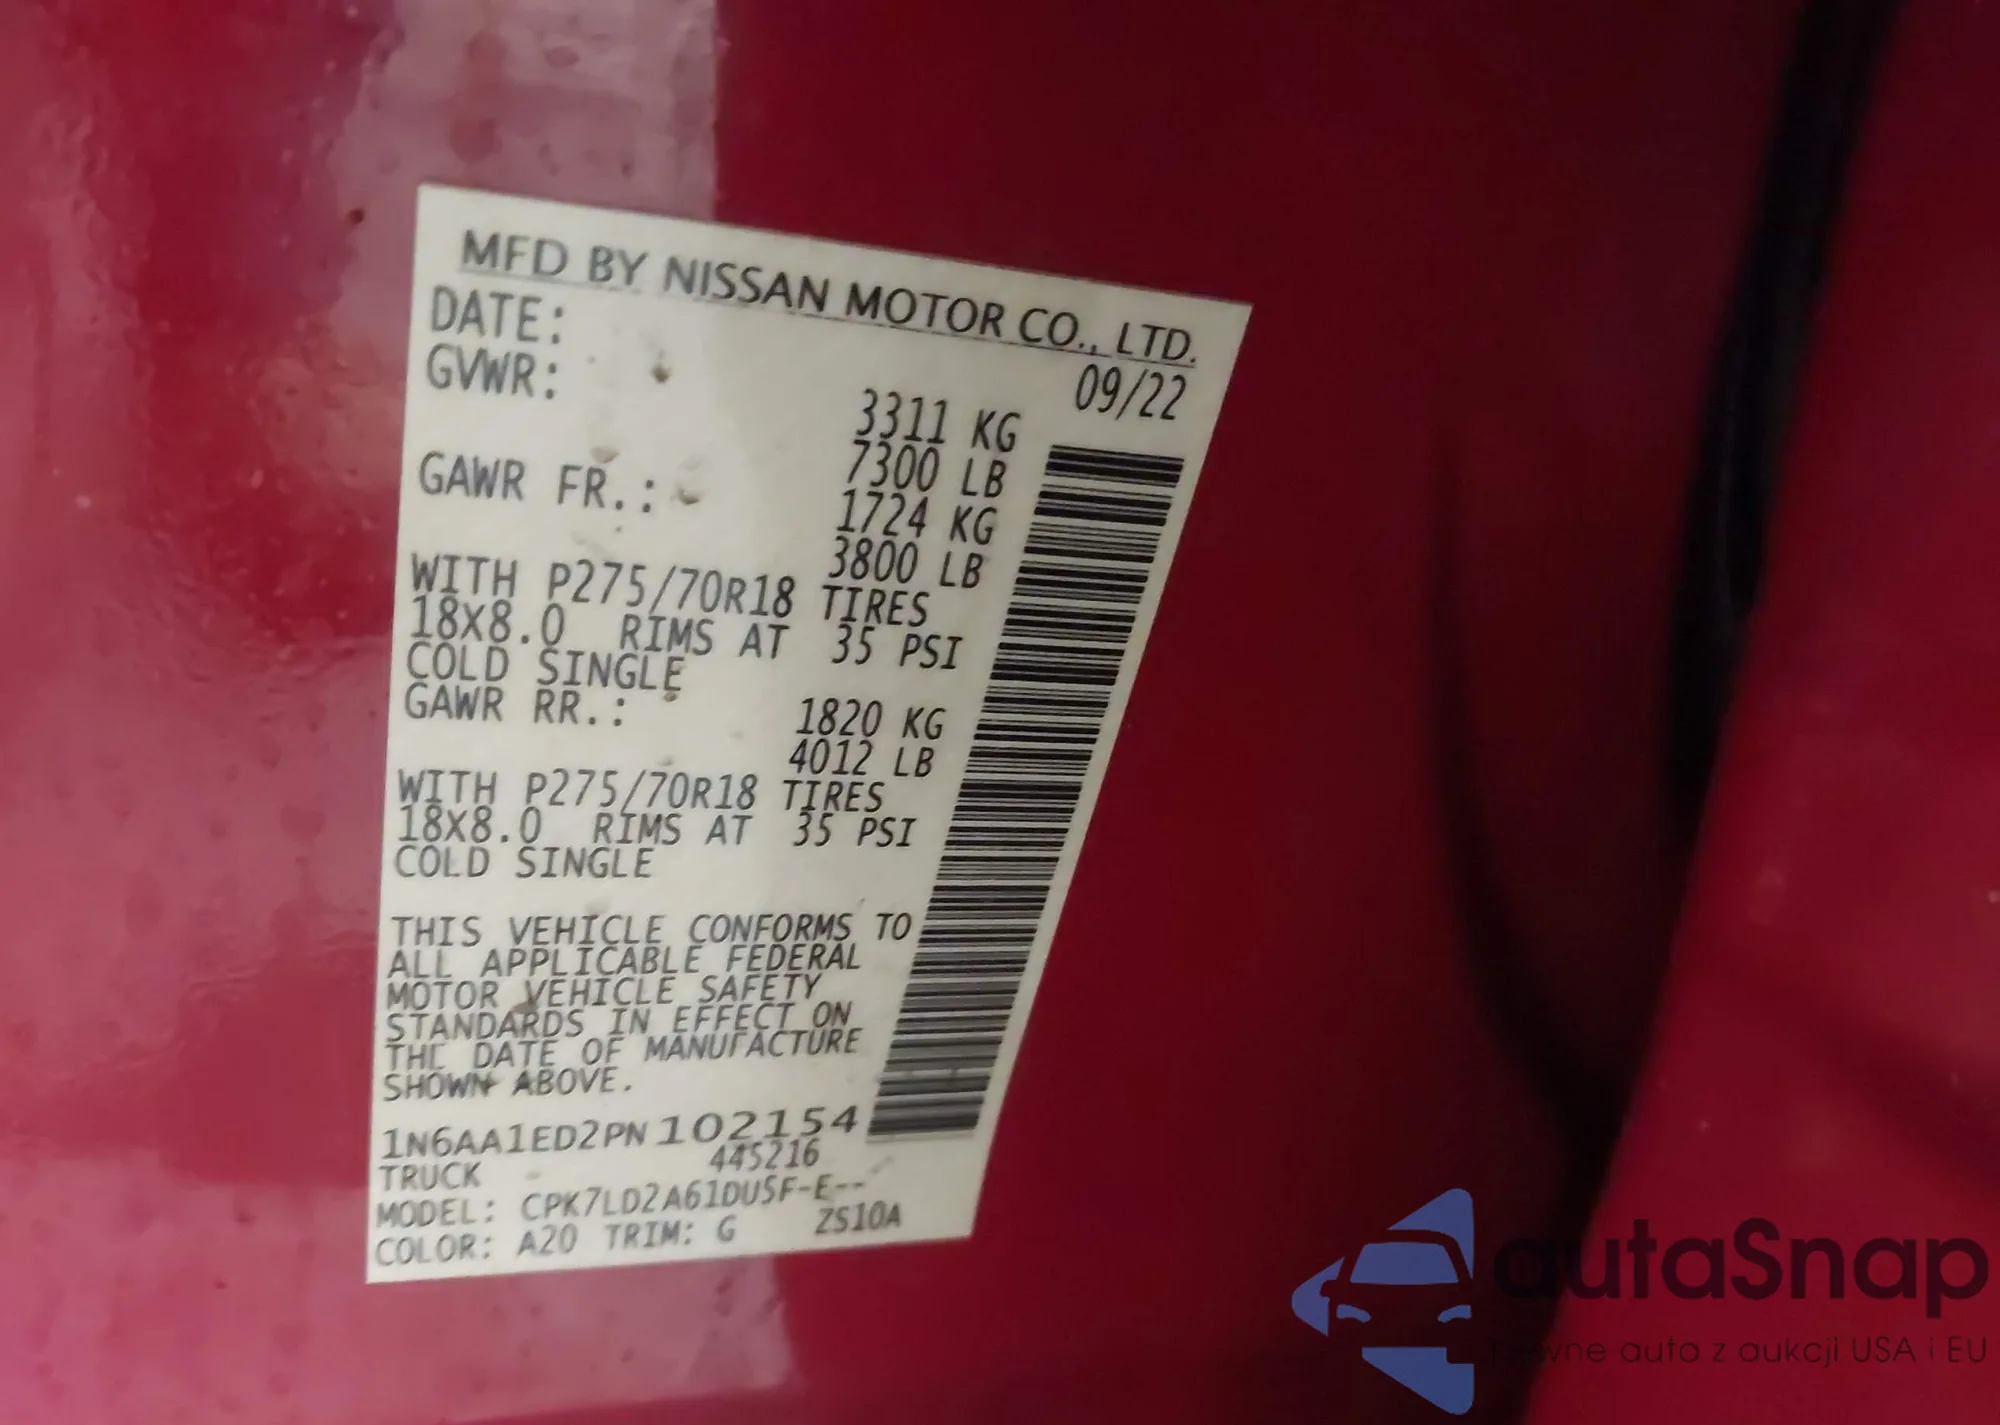 MFD BY NISSAN MOTOR CO., LTD.
DATE: 09/22
GVWR: 3311 KG
7300 LB
GAWR FR.: 1724 KG
3800 LB
WITH P275/70R18 TIRES
18X8.0 RIMS AT 35 PSI
COLD SINGLE
GAWR RR.: 1820 KG
4012 LB
WITH P275/70R18 TIRES
18X8.0 RIMS AT 35 PSI
COLD SINGLE
THIS VEHICLE CONFORMS TO
ALL APPLICABLE FEDERAL
MOTOR VEHICLE SAFETY
STANDARDS IN EFFECT ON
THE DATE OF MANUFACTURE
SHOWN ABOVE.
1N6AA1ED2PN102154
TRUCK 445216
MODEL: CPK7LD2A61DU5F-E--
COLOR: A20 TRIM: G ZS10A
autaSnap
auto z aukcji USA i EU